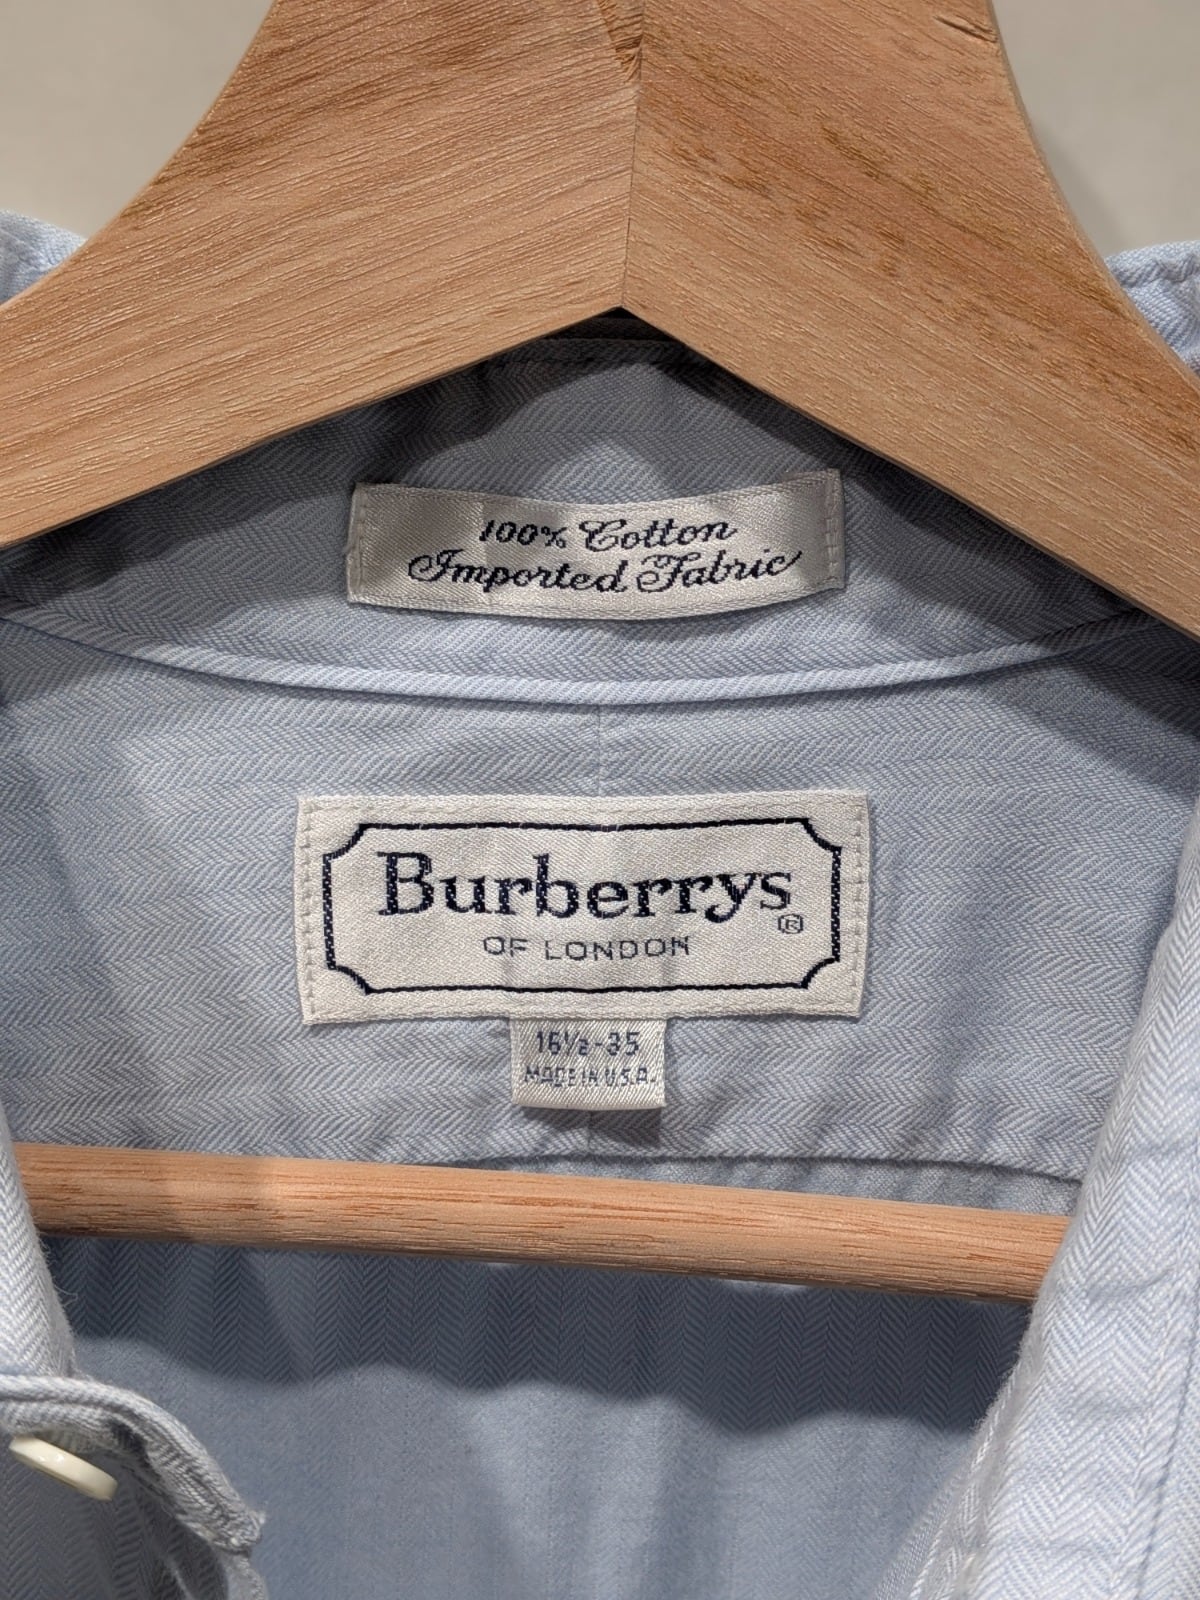 100% Cotton
Imported Fabric
Burberrys
®
OF LONDON
16½-35
MADE IN U.S.A.